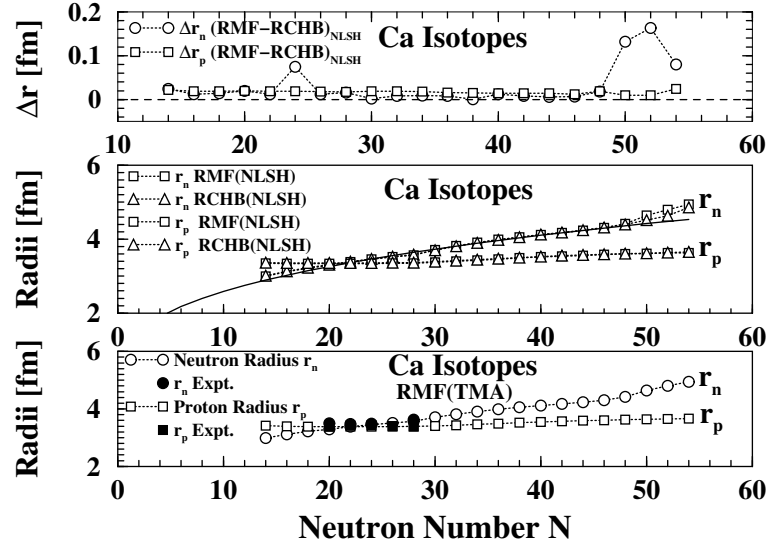 0.2
0.1
0
Δr [fm]
Δr_n (RMF−RCHB)_NLSH
Δr_p (RMF−RCHB)_NLSH
Ca Isotopes
10 20 30 40 50 60
6
4
2
Radii [fm]
r_n RMF(NLSH)
r_n RCHB(NLSH)
r_p RMF(NLSH)
r_p RCHB(NLSH)
Ca Isotopes
r_n
r_p
0 10 20 30 40 50 60
6
4
2
Radii [fm]
Neutron Radius r_n
r_n Expt.
Proton Radius r_p
r_p Expt.
Ca Isotopes
RMF(TMA)
r_n
r_p
0 10 20 30 40 50 60
Neutron Number N